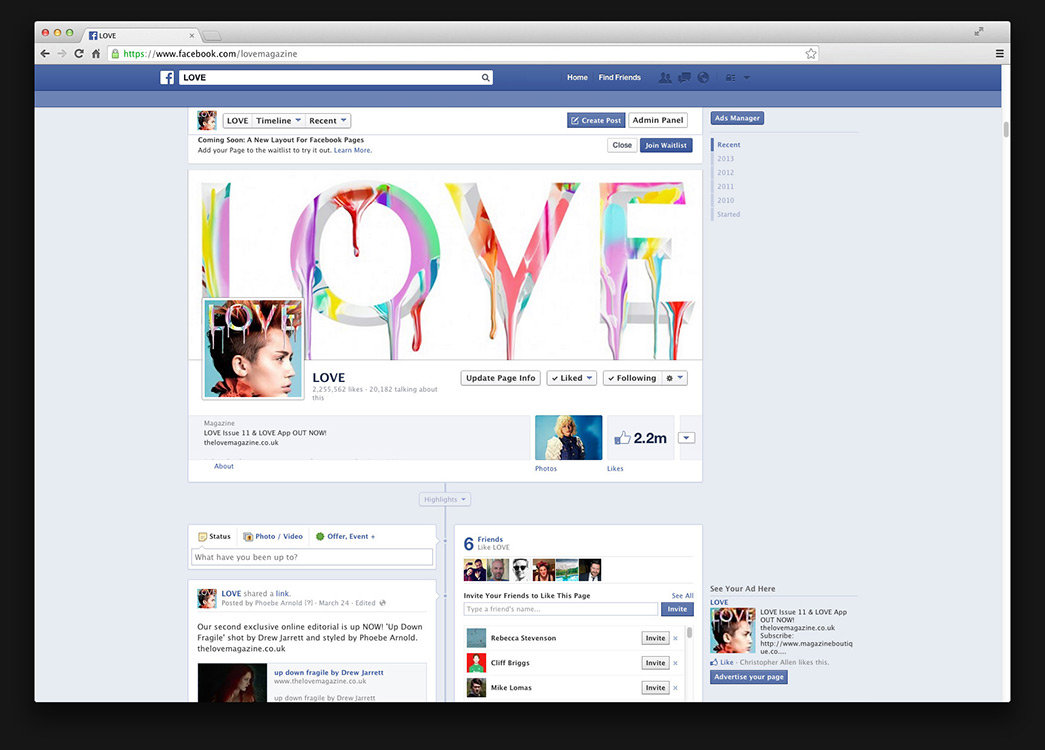 LOVE
https://www.facebook.com/lovemagazine
LOVE
Home Find Friends
LOVE Timeline Recent
Create Post Admin Panel
Ads Manager
Coming Soon: A New Layout For Facebook Pages
Add your Page to the waitlist to try it out. Learn More.
Close Join Waitlist
Recent
2013
2012
2011
2010
Started
LOVE
LOVE
LOVE
2,255,562 likes · 20,182 talking about
this
Update Page Info Liked Following
Magazine
LOVE Issue 11 & LOVE App OUT NOW!
thelovemagazine.co.uk
About
Photos
2.2m
Likes
Highlights
Status Photo / Video Offer, Event +
What have you been up to?
LOVE shared a link.
Posted by Phoebe Arnold [?] · March 24 · Edited
Our second exclusive online editorial is up NOW! 'Up Down
Fragile' shot by Drew Jarrett and styled by Phoebe Arnold.
thelovemagazine.co.uk
up down fragile by Drew Jarrett
www.thelovemagazine.co.uk
up down fragile by Drew Jarrett
6 Friends
Like LOVE
Invite Your Friends to Like This Page See All
Type a friend's name... Invite
Rebecca Stevenson Invite
Cliff Briggs Invite
Mike Lomas Invite
See Your Ad Here
LOVE
LOVE
LOVE Issue 11 & LOVE App
OUT NOW!
thelovemagazine.co.uk
Subscribe:
http://www.magazineboutiq
ue.co....
Like · Christopher Allen likes this.
Advertise your page